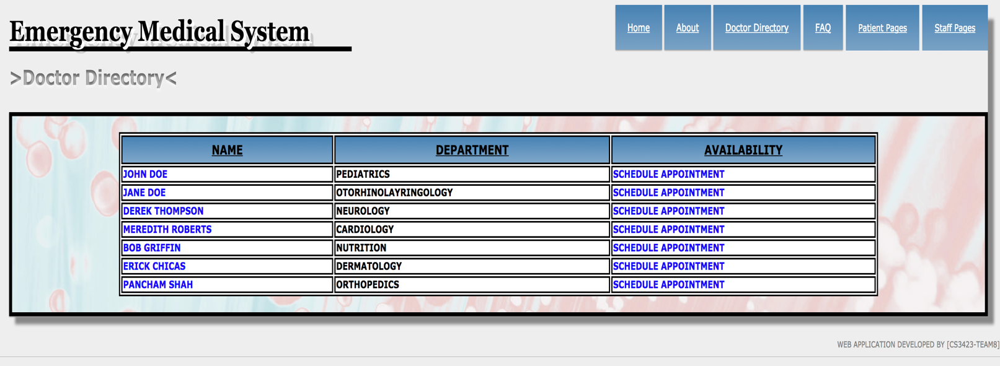 Emergency Medical System
Home About Doctor Directory FAQ Patient Pages Staff Pages
>Doctor Directory<
NAME DEPARTMENT AVAILABILITY
JOHN DOE PEDIATRICS SCHEDULE APPOINTMENT
JANE DOE OTORHINOLAYRINGOLOGY SCHEDULE APPOINTMENT
DEREK THOMPSON NEUROLOGY SCHEDULE APPOINTMENT
MEREDITH ROBERTS CARDIOLOGY SCHEDULE APPOINTMENT
BOB GRIFFIN NUTRITION SCHEDULE APPOINTMENT
ERICK CHICAS DERMATOLOGY SCHEDULE APPOINTMENT
PANCHAM SHAH ORTHOPEDICS SCHEDULE APPOINTMENT
WEB APPLICATION DEVELOPED BY [CS3423-TEAM8]